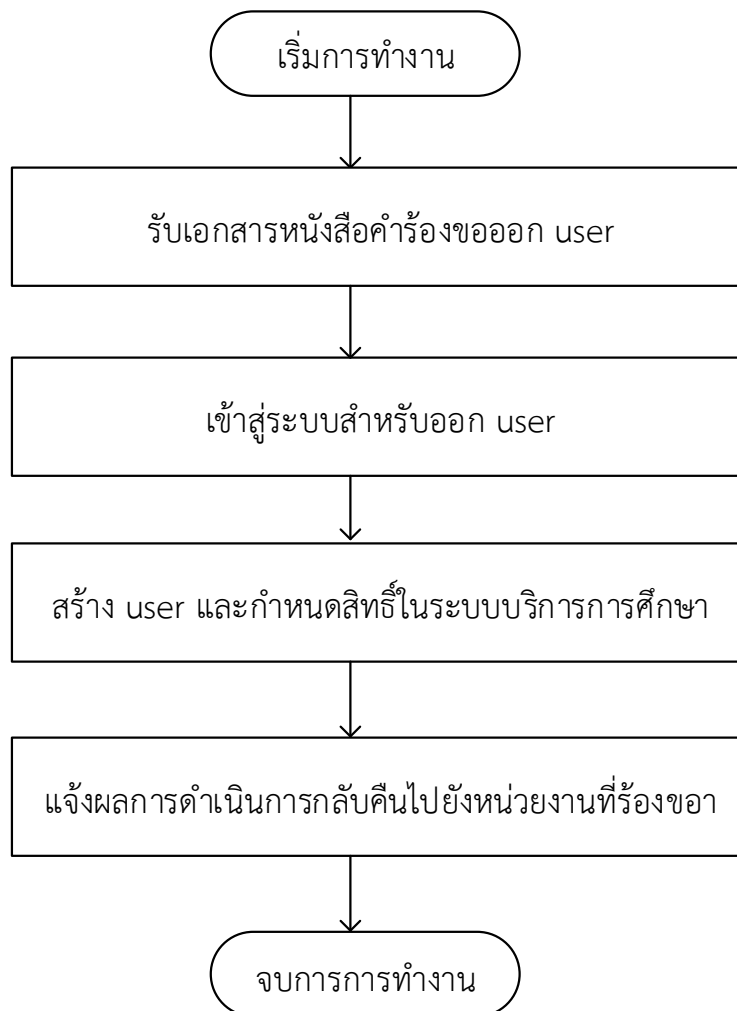 เริ่มการทำงาน
รับเอกสารหนังสือคำร้องขอออก user
เข้าสู่ระบบสำหรับออก user
สร้าง user และกำหนดสิทธิ์ในระบบบริการการศึกษา
แจ้งผลการดำเนินการกลับคืนไปยังหน่วยงานที่ร้องขอา
จบการการทำงาน